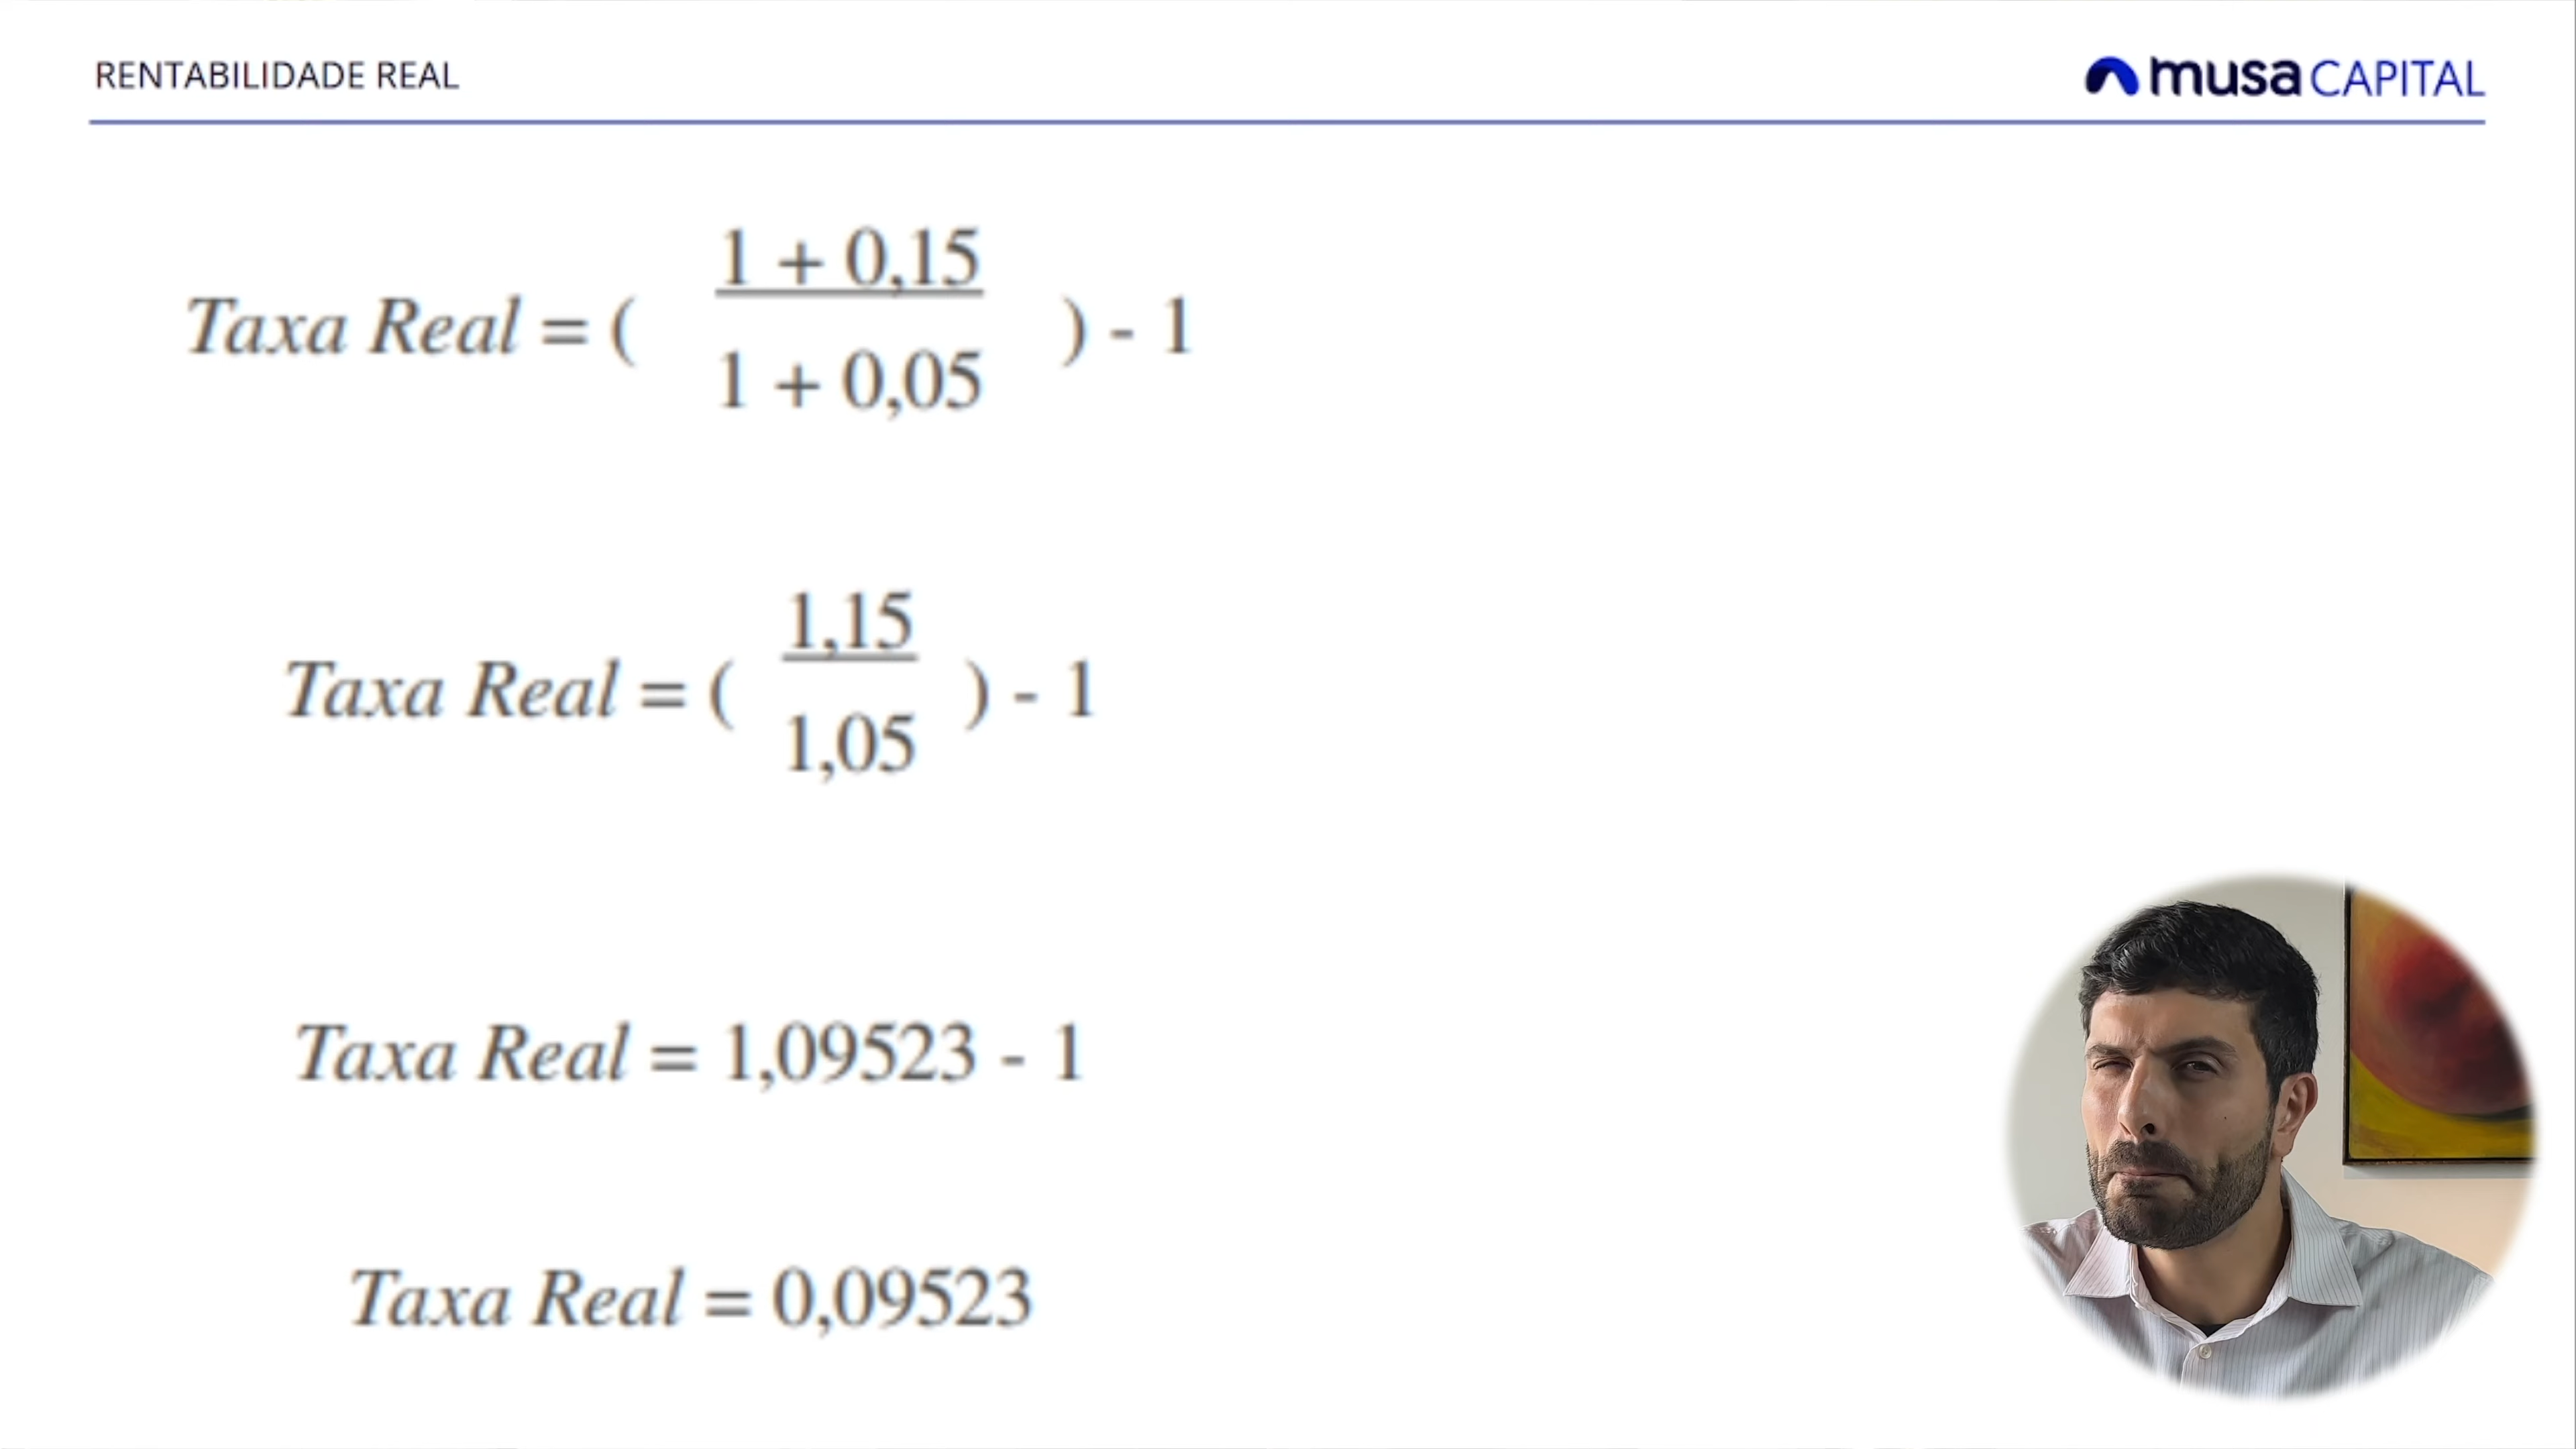 RENTABILIDADE REAL
musa CAPITAL
1 + 0,15
Taxa Real = ( ) - 1
1 + 0,05
1,15
Taxa Real = ( ) - 1
1,05
Taxa Real = 1,09523 - 1
Taxa Real = 0,09523